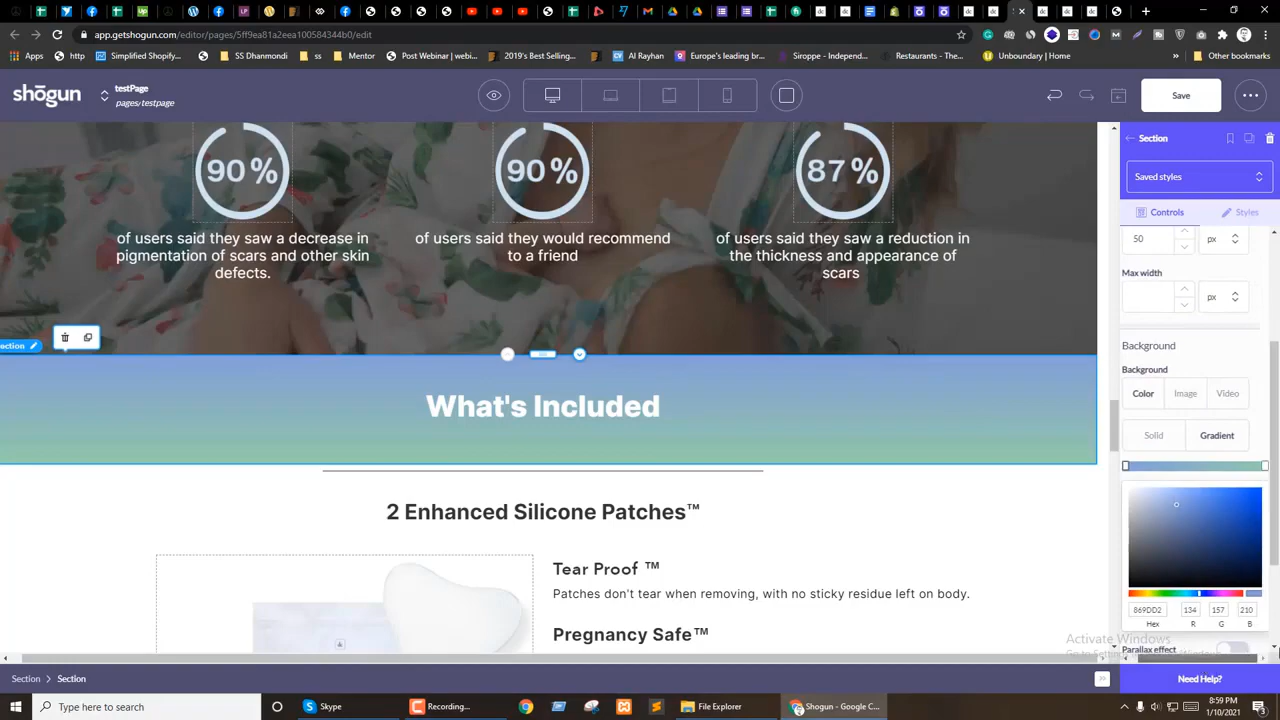 app.getshogun.com/editor/pages/5ff9ea81a2eea100584344b0/edit
Apps
http
Simplified Shopify...
SS Dhanmondi
ss
Mentor
Post Webinar | webi...
2019's Best Selling...
Al Rayhan
Europe's leading br...
Siroppe - Independ...
Restaurants - The...
Unboundary | Home
Other bookmarks
shōgun
testPage
pages/testpage
Save
Section
Saved styles
Controls
Styles
50
px
Max width
px
Background
Background
Color
Image
Video
Solid
Gradient
869DD2
134
157
210
Hex
R
G
B
Parallax effect
Need Help?
90%
90%
87%
of users said they saw a decrease in
pigmentation of scars and other skin
defects.
of users said they would recommend
to a friend
of users said they saw a reduction in
the thickness and appearance of
scars
ection
What's Included
2 Enhanced Silicone Patches™
Tear Proof ™
Patches don't tear when removing, with no sticky residue left on body.
Pregnancy Safe™
Activate Windows
Section
Section
Type here to search
Skype
Recording...
File Explorer
Shogun - Google C...
8:59 PM
1/10/2021